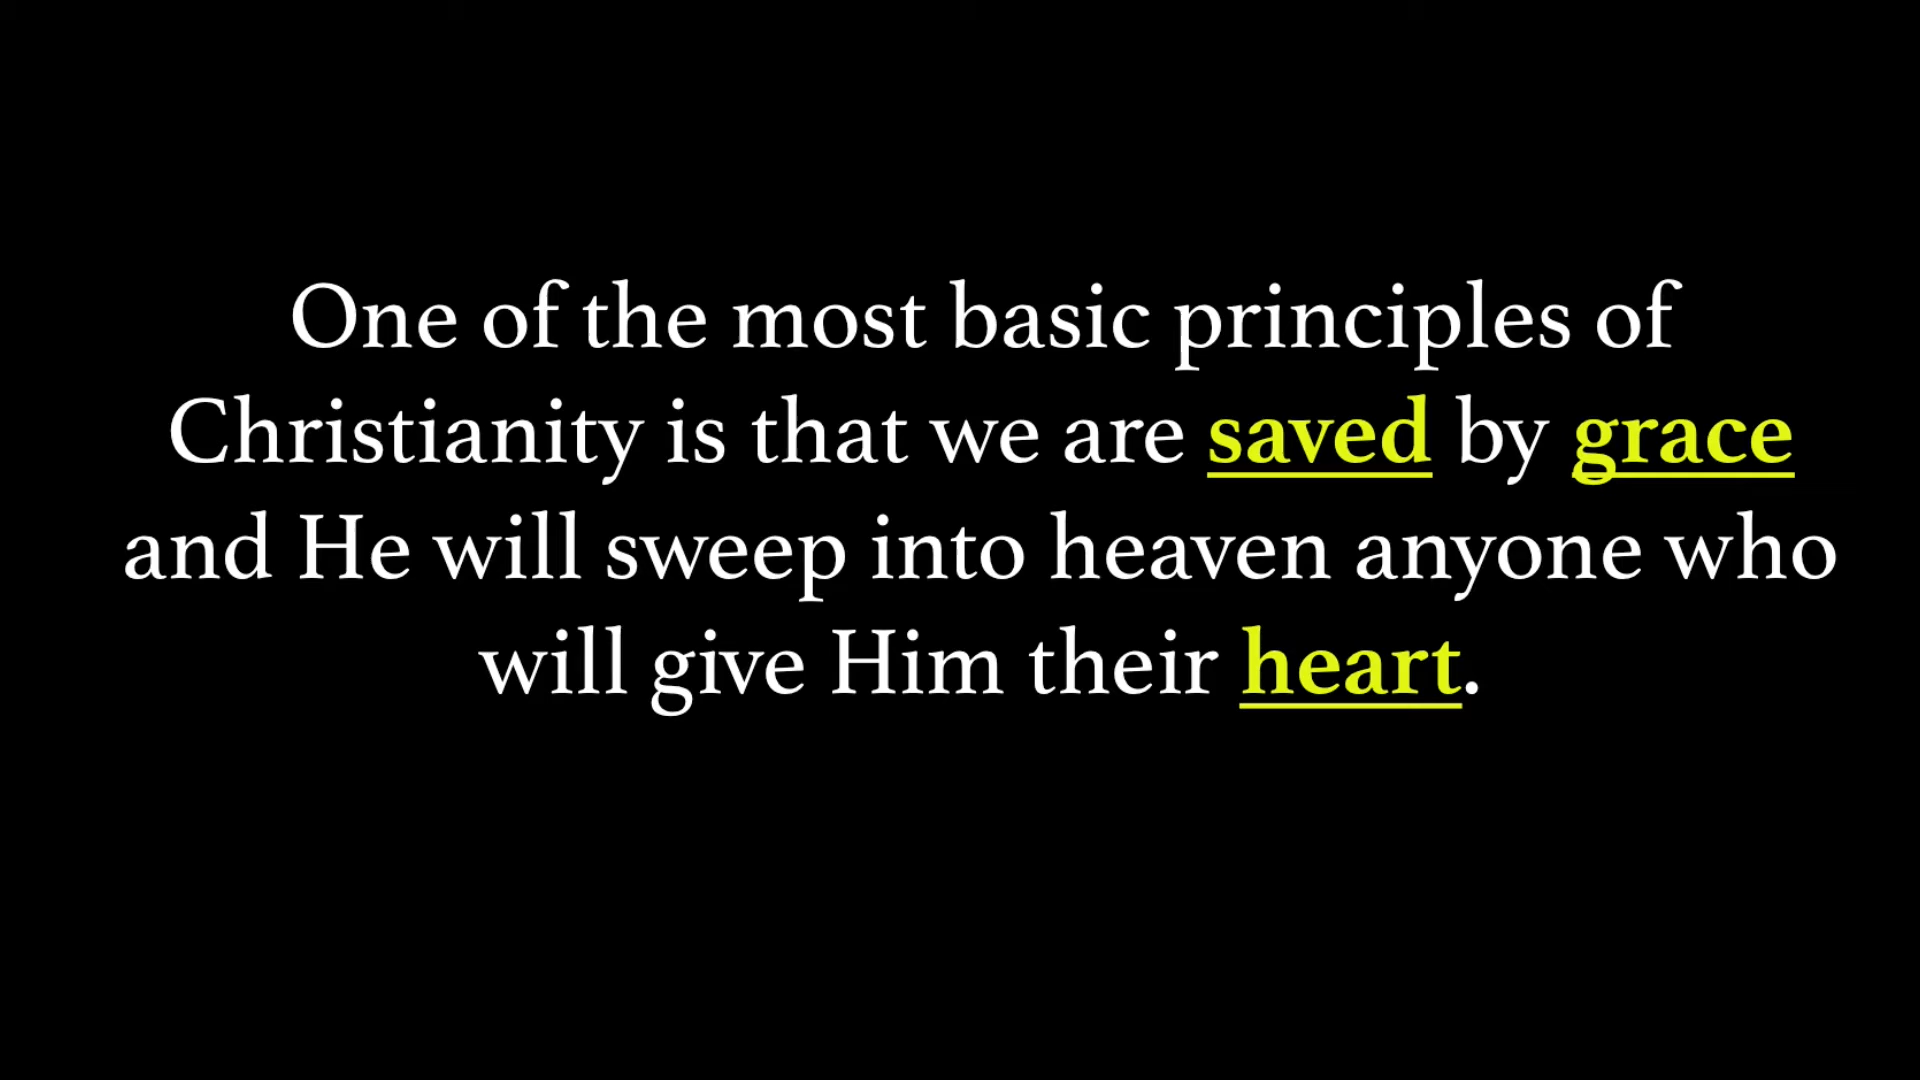 One of the most basic principles of
Christianity is that we are saved by grace
and He will sweep into heaven anyone who
will give Him their heart.